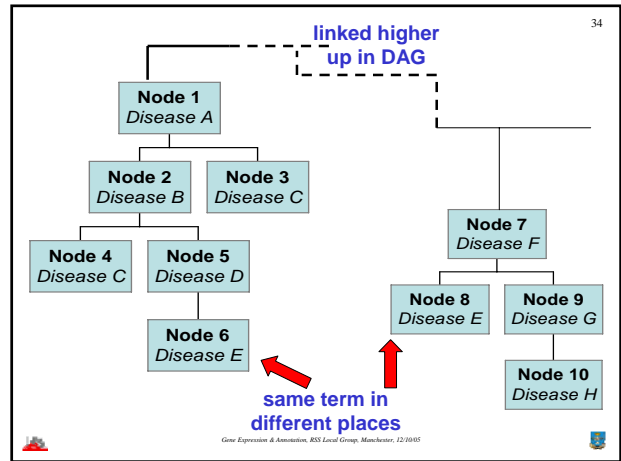 34
linked higher
up in DAG
Node 1
Disease A
Node 2
Disease B
Node 3
Disease C
Node 4
Disease C
Node 5
Disease D
Node 6
Disease E
Node 7
Disease F
Node 8
Disease E
Node 9
Disease G
Node 10
Disease H
same term in
different places
Gene Expression & Annotation, RSS Local Group, Manchester, 12/10/05